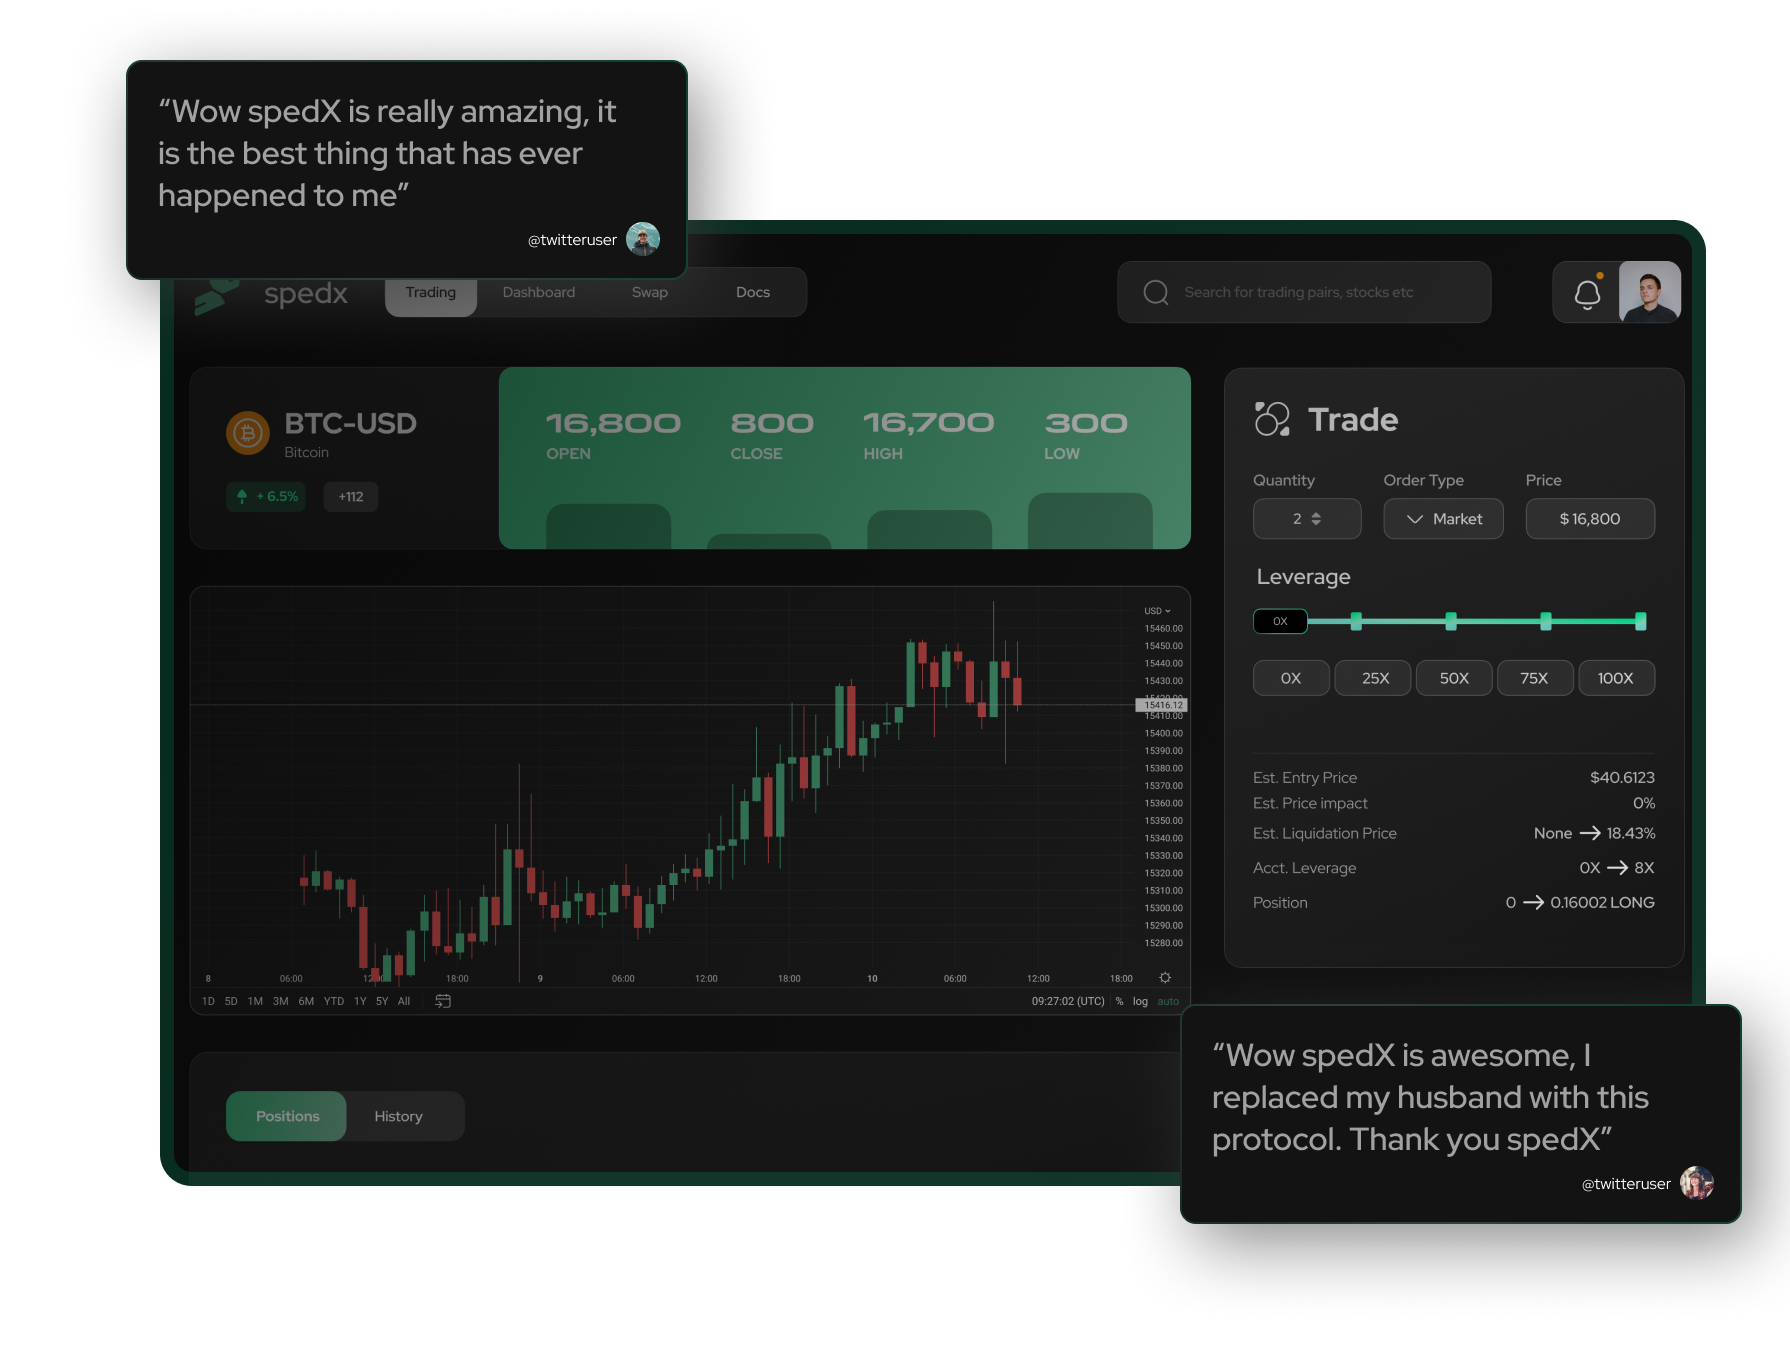 “Wow spedX is really amazing, it
is the best thing that has ever
happened to me”
@twitteruser
spedx
Trading Dashboard Swap Docs
Search for trading pairs, stocks etc
BTC-USD
Bitcoin
+ 6.5% +112
16,800 800 16,700 300
OPEN CLOSE HIGH LOW
Trade
Quantity Order Type Price
2 Market $ 16,800
Leverage
0X
0X 25X 50X 75X 100X
Est. Entry Price $40.6123
Est. Price impact 0%
Est. Liquidation Price None → 18.43%
Acct. Leverage 0X → 8X
Position 0 → 0.16002 LONG
USD
15460.00
15450.00
15440.00
15430.00
15420.00
15416.12
15410.00
15400.00
15390.00
15380.00
15370.00
15360.00
15350.00
15340.00
15330.00
15320.00
15310.00
15300.00
15290.00
15280.00
8 06:00 12:00 18:00 9 06:00 12:00 18:00 10 06:00 12:00 18:00
1D 5D 1M 3M 6M YTD 1Y 5Y All 09:27:02 (UTC) % log auto
Positions History
“Wow spedX is awesome, I
replaced my husband with this
protocol. Thank you spedX”
@twitteruser